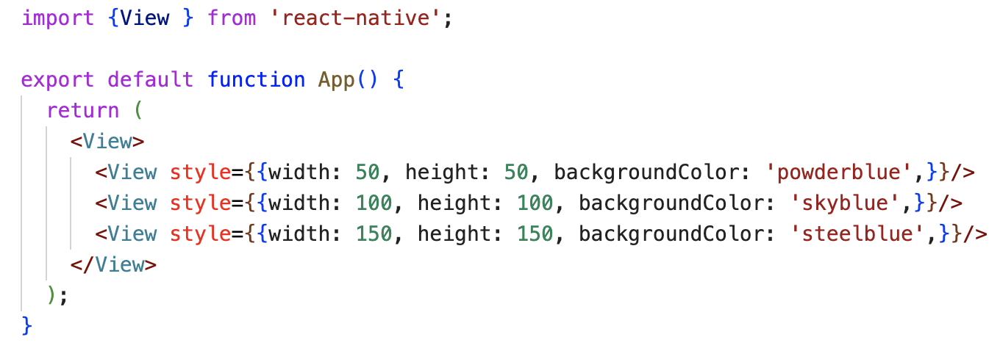 import {View } from 'react-native';

export default function App() {
  return (
    <View>
      <View style={{width: 50, height: 50, backgroundColor: 'powderblue',}}/>
      <View style={{width: 100, height: 100, backgroundColor: 'skyblue',}}/>
      <View style={{width: 150, height: 150, backgroundColor: 'steelblue',}}/>
    </View>
  );
}